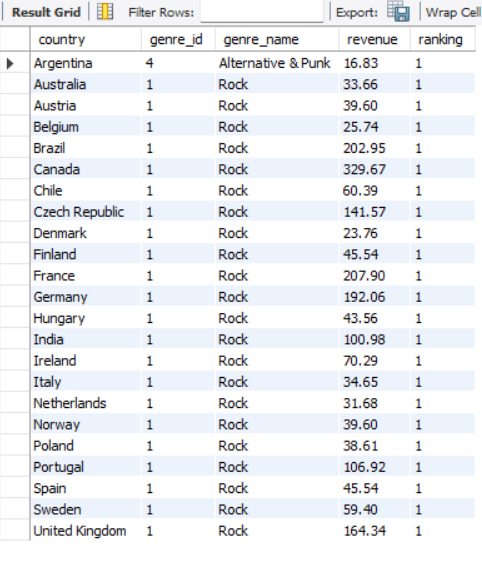 Result Grid Filter Rows: Export: Wrap Cell
country genre_id genre_name revenue ranking
Argentina 4 Alternative & Punk 16.83 1
Australia 1 Rock 33.66 1
Austria 1 Rock 39.60 1
Belgium 1 Rock 25.74 1
Brazil 1 Rock 202.95 1
Canada 1 Rock 329.67 1
Chile 1 Rock 60.39 1
Czech Republic 1 Rock 141.57 1
Denmark 1 Rock 23.76 1
Finland 1 Rock 45.54 1
France 1 Rock 207.90 1
Germany 1 Rock 192.06 1
Hungary 1 Rock 43.56 1
India 1 Rock 100.98 1
Ireland 1 Rock 70.29 1
Italy 1 Rock 34.65 1
Netherlands 1 Rock 31.68 1
Norway 1 Rock 39.60 1
Poland 1 Rock 38.61 1
Portugal 1 Rock 106.92 1
Spain 1 Rock 45.54 1
Sweden 1 Rock 59.40 1
United Kingdom 1 Rock 164.34 1